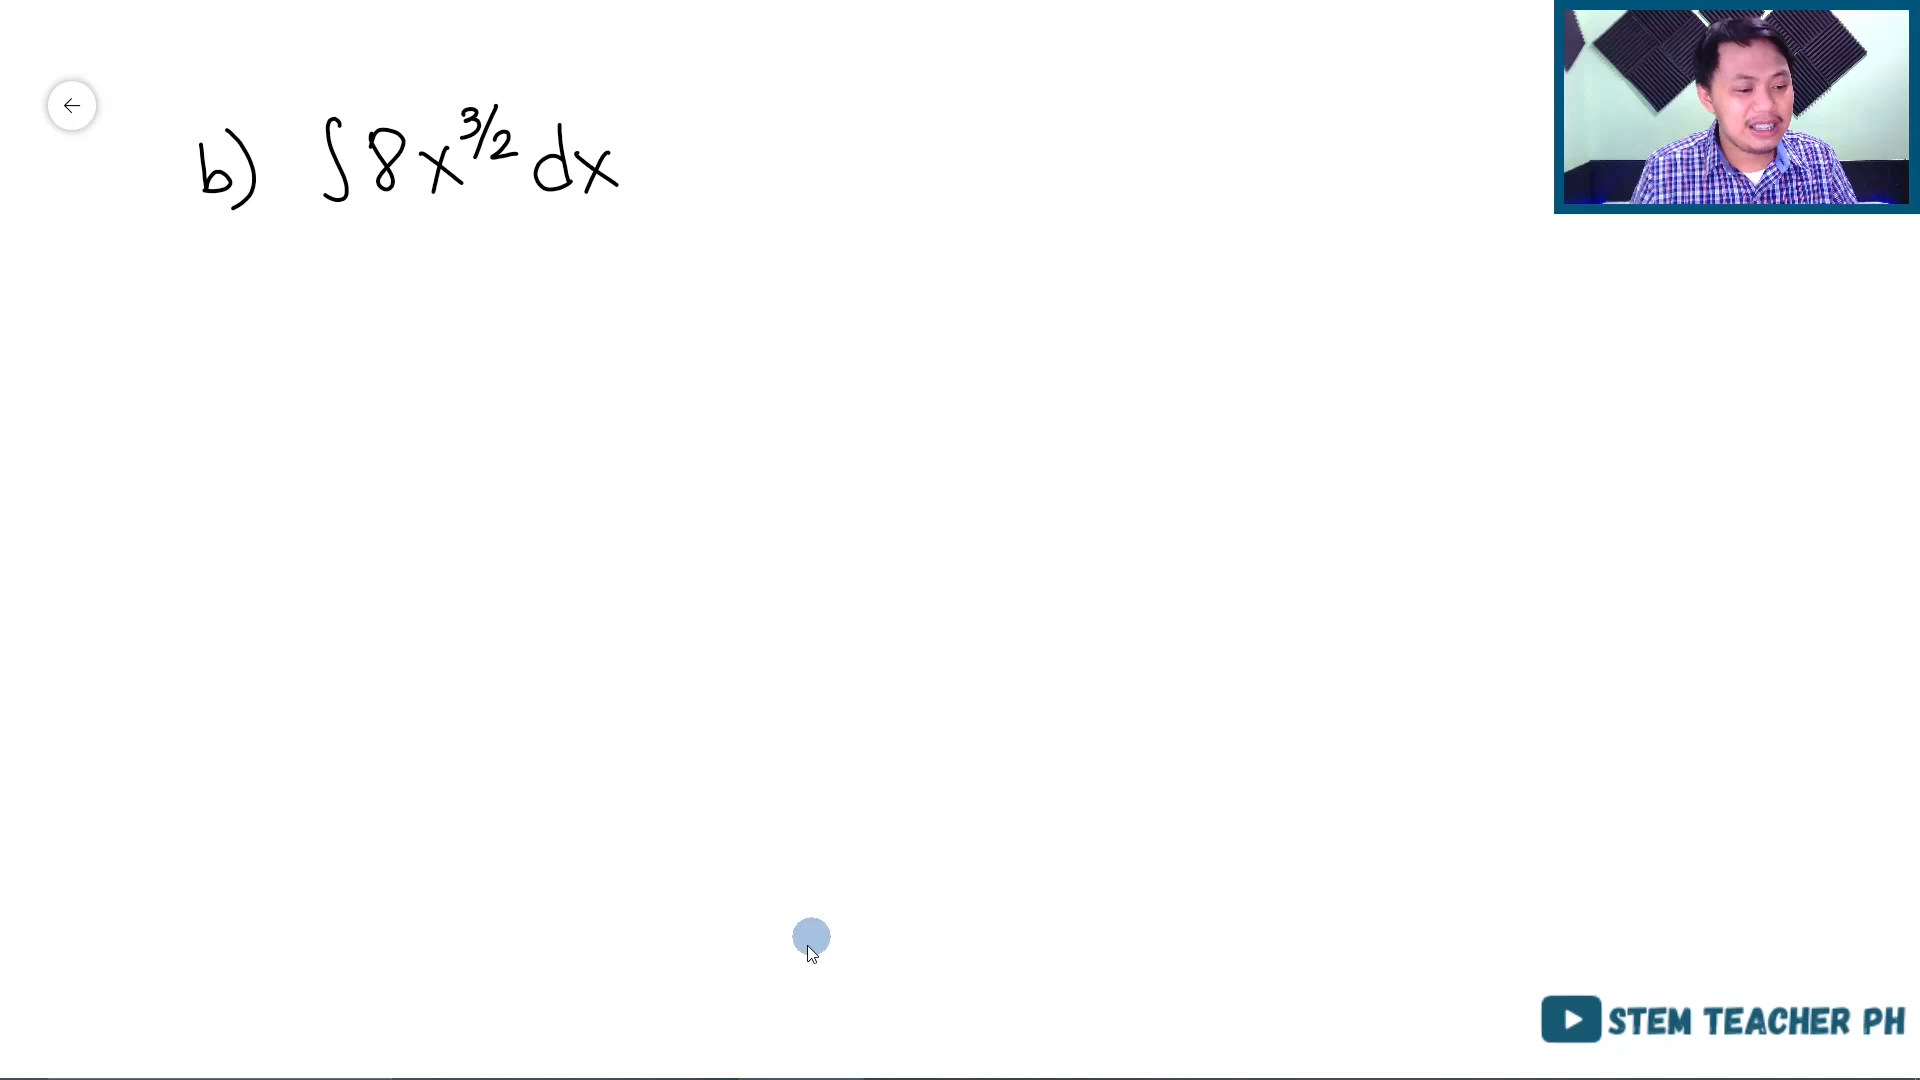 b) ∫8x^{3/2} dx
STEM TEACHER PH